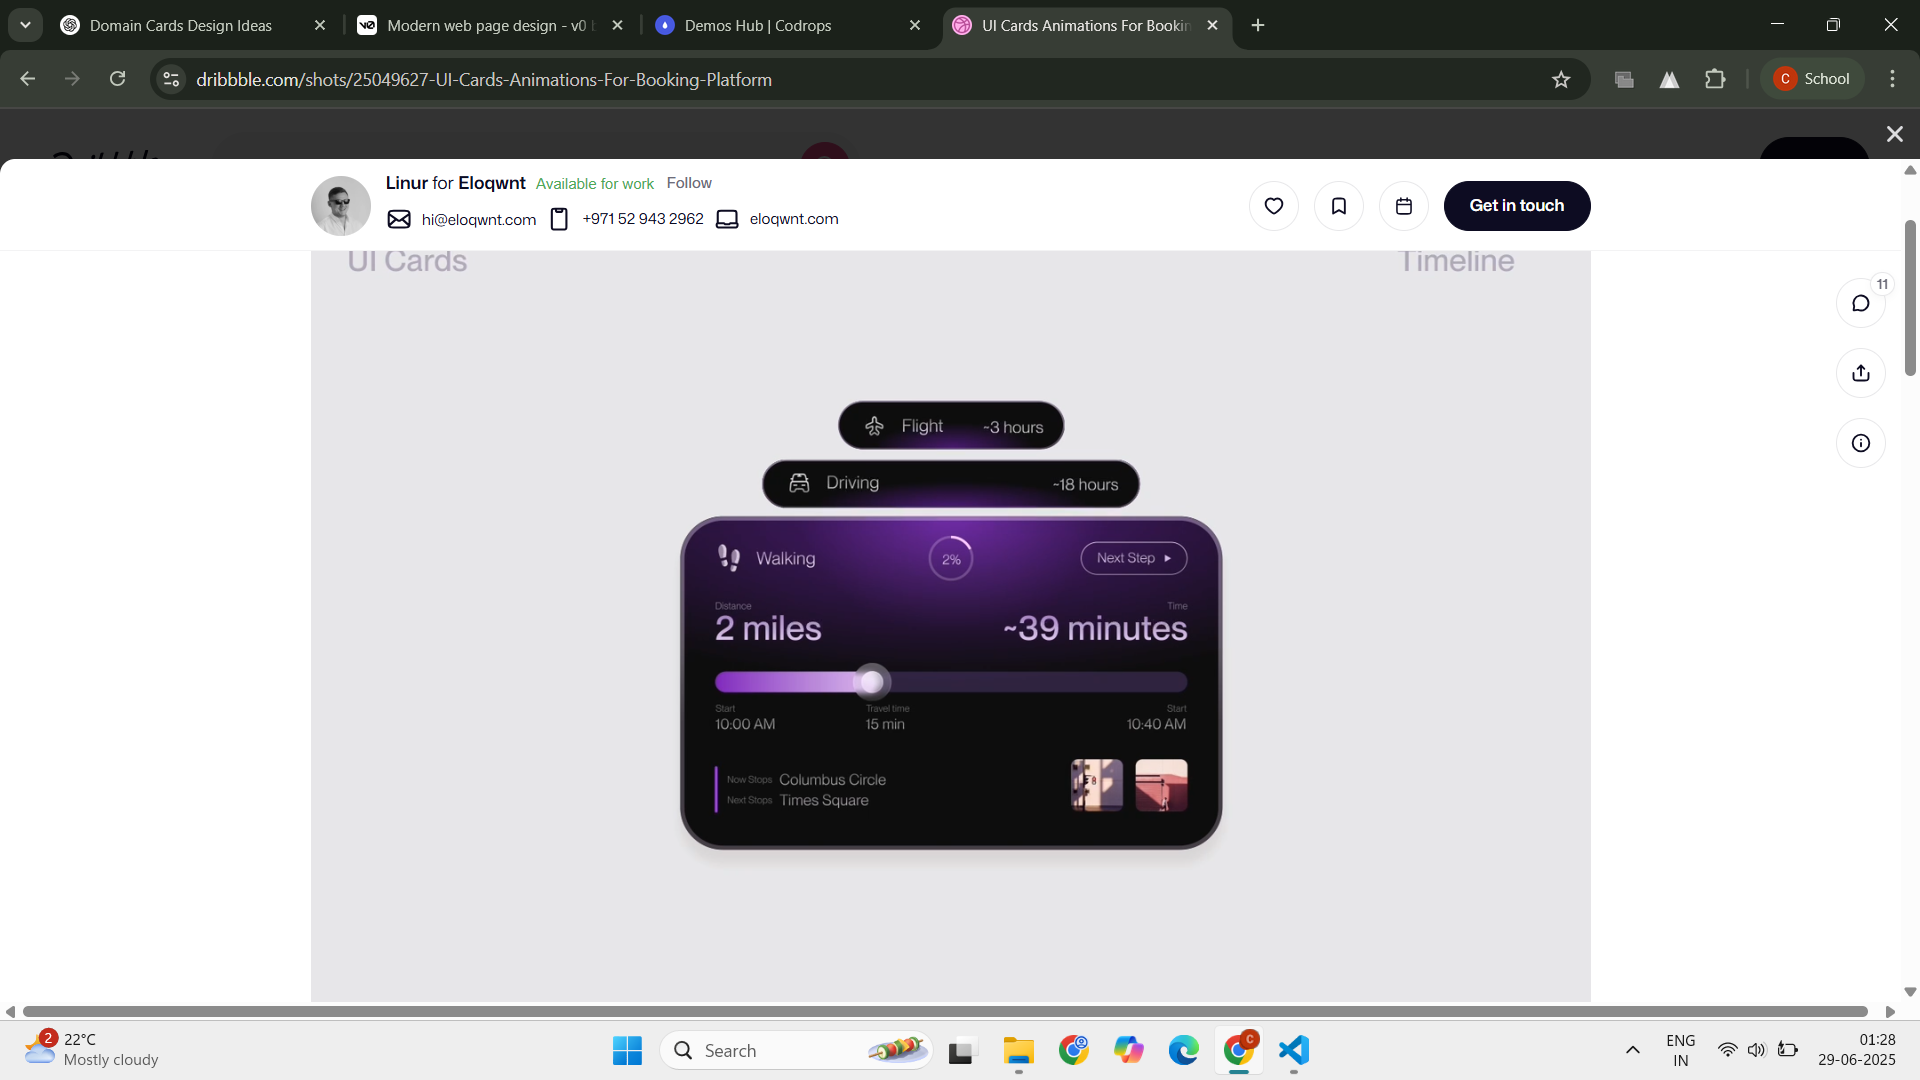 Domain Cards Design Ideas
Modern web page design - v0 b
Demos Hub | Codrops
UI Cards Animations For Bookin
dribbble.com/shots/25049627-UI-Cards-Animations-For-Booking-Platform
C School
Linur for Eloqwnt Available for work Follow
hi@eloqwnt.com +971 52 943 2962 eloqwnt.com
Get in touch
UI Cards Timeline
11
Flight ~3 hours
Driving ~18 hours
Walking 2% Next Step
Distance Time
2 miles ~39 minutes
Start Travel time Start
10:00 AM 15 min 10:40 AM
Now Stops Columbus Circle
Next Stops Times Square
2 22°C
Mostly cloudy
Search
C
ENG
IN
01:28
29-06-2025